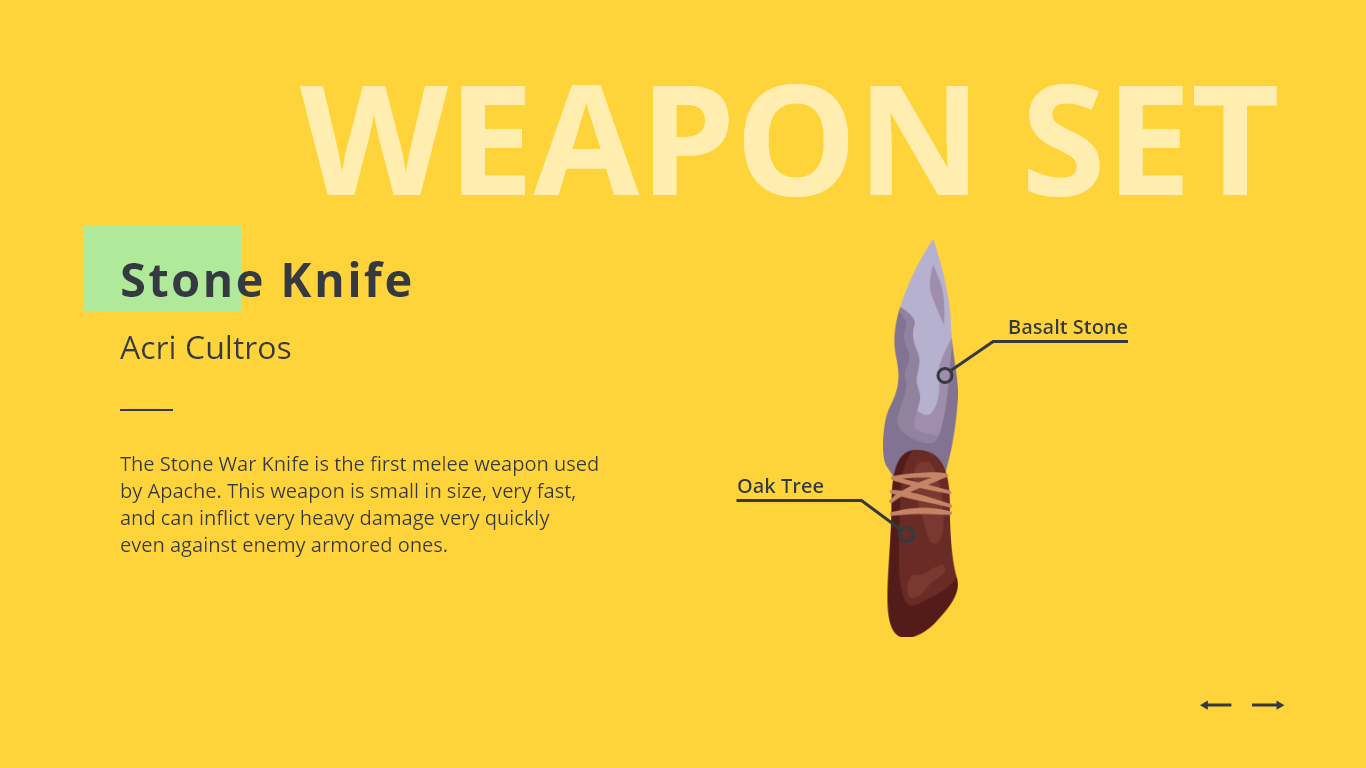 WEAPON SET
Stone Knife
Acri Cultros
The Stone War Knife is the first melee weapon used
by Apache. This weapon is small in size, very fast,
and can inflict very heavy damage very quickly
even against enemy armored ones.
Basalt Stone
Oak Tree